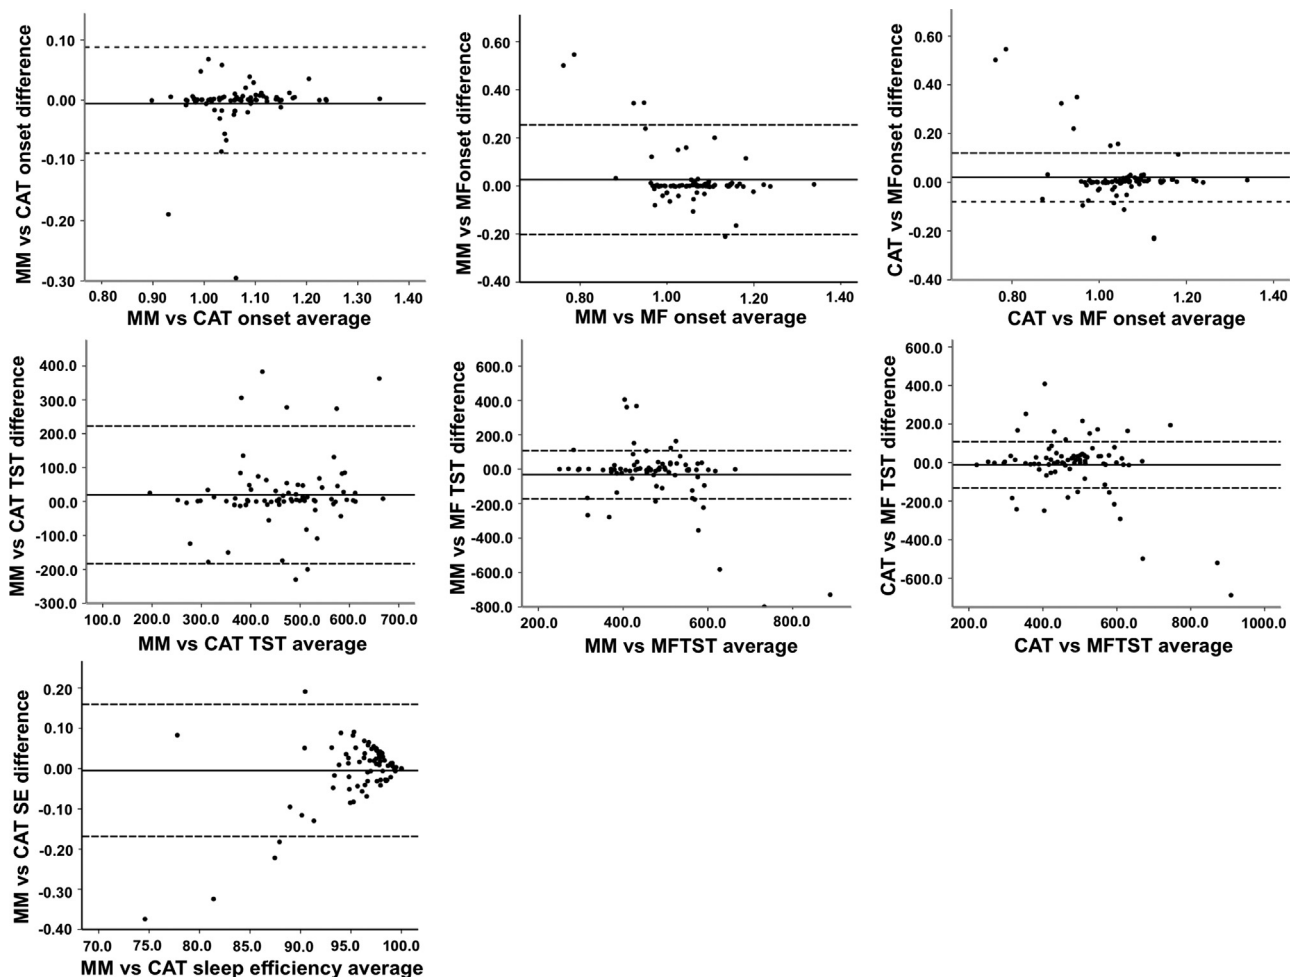 MM vs CAT onset difference
0.10
0.00
-0.10
-0.20
-0.30
0.80 0.90 1.00 1.10 1.20 1.30 1.40
MM vs CAT onset average
MM vs MFonset difference
0.60
0.40
0.20
0.00
-0.20
-0.40
0.80 1.00 1.20 1.40
MM vs MF onset average
CAT vs MFonset difference
0.60
0.40
0.20
0.00
-0.20
-0.40
0.80 1.00 1.20 1.40
CAT vs MF onset average
MM vs CAT TST difference
400.0
300.0
200.0
100.0
00.0
-100.0
-200.0
-300.0
100.0 200.0 300.0 400.0 500.0 600.0 700.0
MM vs CAT TST average
MM vs MF TST difference
600.0
400.0
200.0
00.0
-200.0
-400.0
-600.0
-800.0
200.0 400.0 600.0 800.0
MM vs MFTST average
CAT vs MF TST difference
600.0
400.0
200.0
00.0
-200.0
-400.0
-600.0
200.0 400.0 600.0 800.0 1000.0
CAT vs MFTST average
MM vs CAT SE difference
0.20
0.10
0.00
-0.10
-0.20
-0.30
-0.40
70.0 75.0 80.0 85.0 90.0 95.0 100.0
MM vs CAT sleep efficiency average